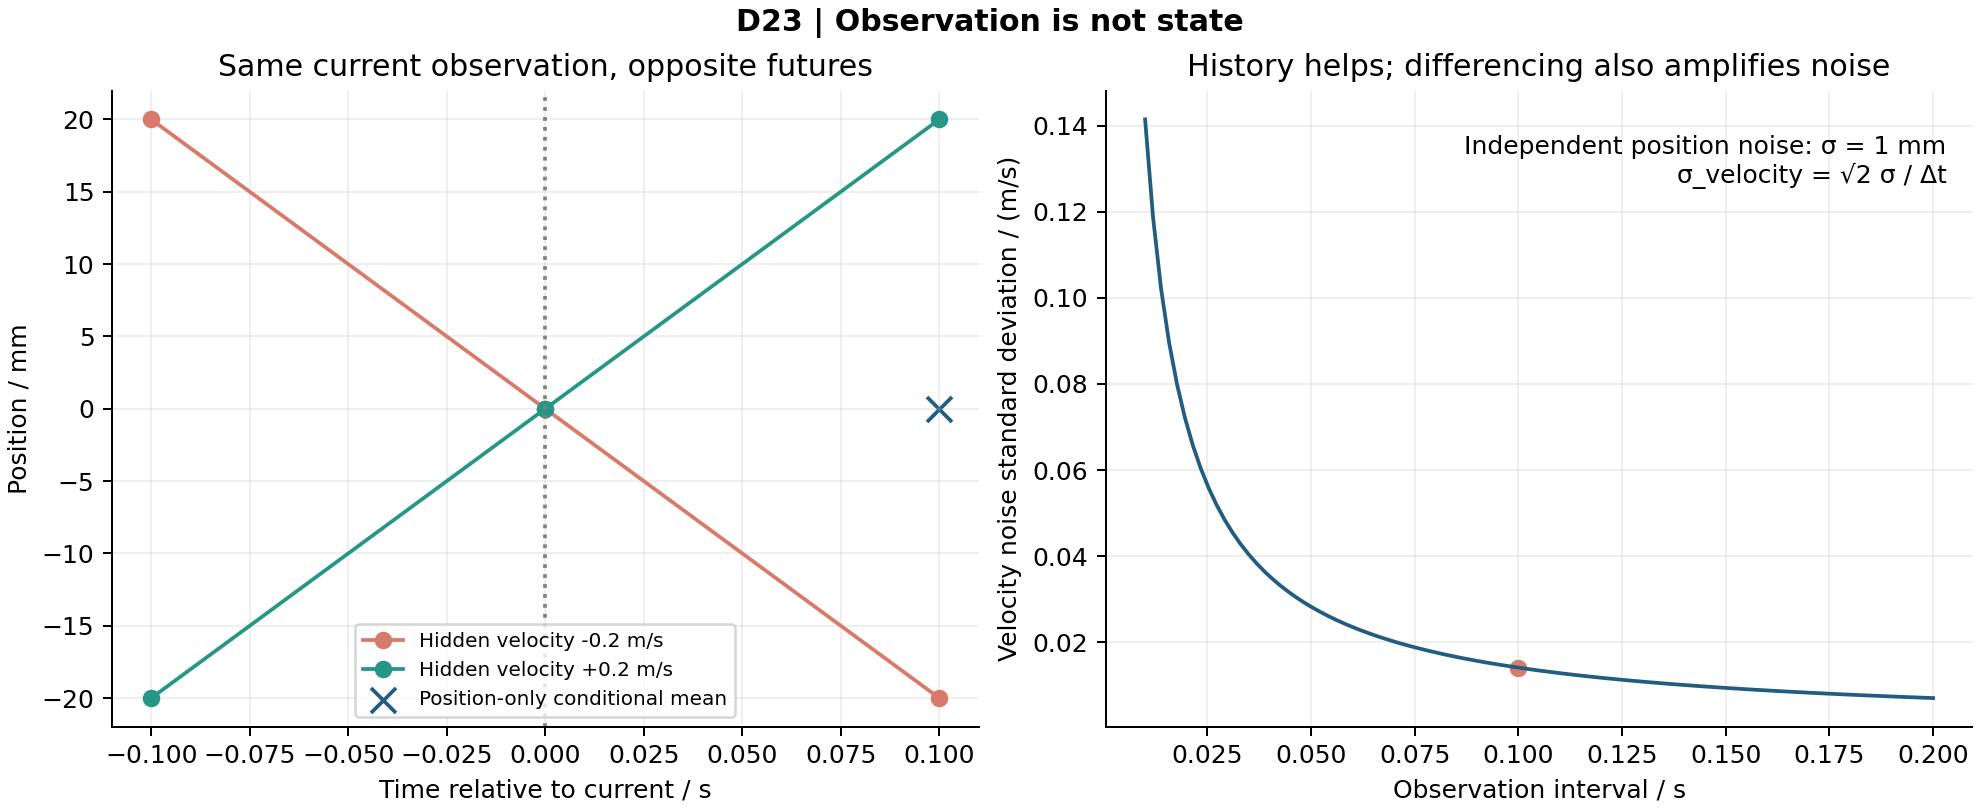 D23 | Observation is not state
Same current observation, opposite futures
20
15
10
5
0
−5
−10
−15
−20
Position / mm
Hidden velocity -0.2 m/s
Hidden velocity +0.2 m/s
Position-only conditional mean
−0.100 −0.075 −0.050 −0.025 0.000 0.025 0.050 0.075 0.100
Time relative to current / s
History helps; differencing also amplifies noise
Independent position noise: σ = 1 mm
σ_velocity = √2 σ / Δt
0.14
0.12
0.10
0.08
0.06
0.04
0.02
Velocity noise standard deviation / (m/s)
0.025 0.050 0.075 0.100 0.125 0.150 0.175 0.200
Observation interval / s